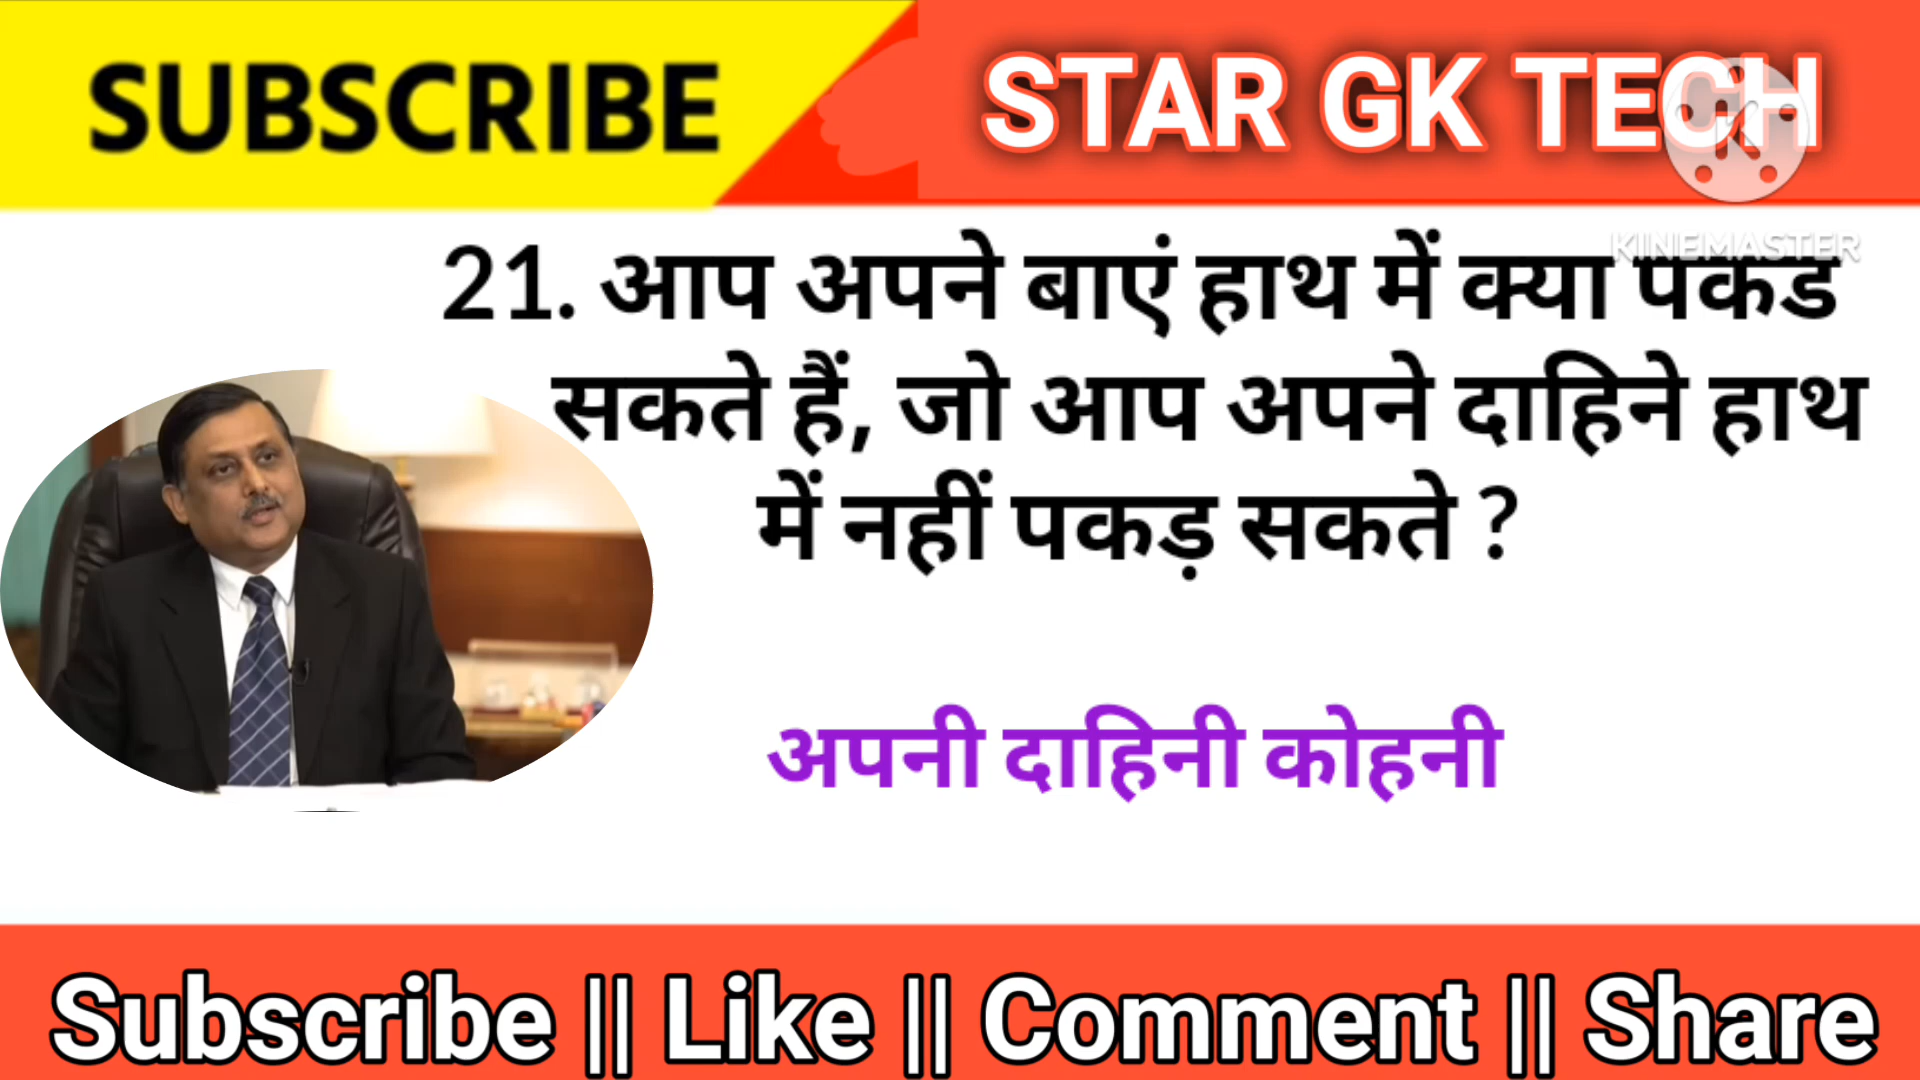 SUBSCRIBE
STAR GK TECH
KINEMASTER
21. आप अपने बाएं हाथ में क्या पकड
सकते हैं, जो आप अपने दाहिने हाथ
में नहीं पकड़ सकते ?
अपनी दाहिनी कोहनी
Subscribe || Like || Comment || Share